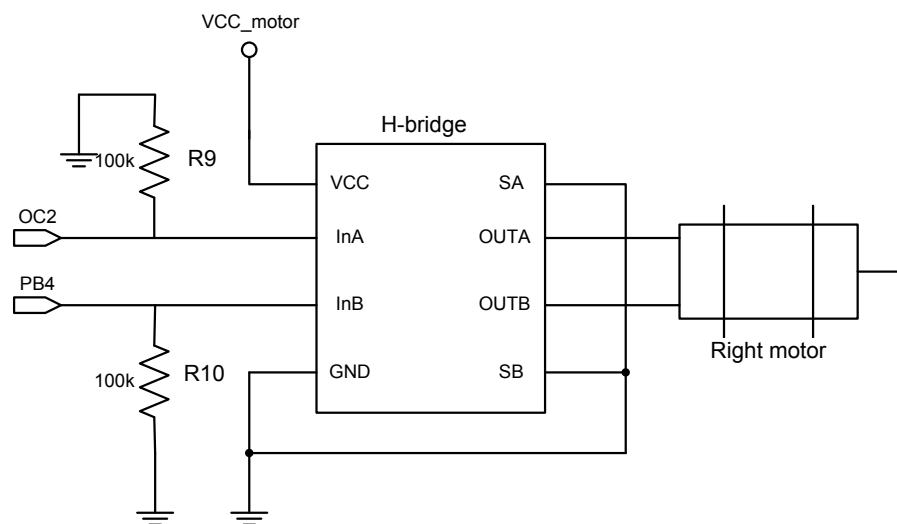 VCC_motor
H-bridge
100k
R9
VCC
SA
OC2
InA
OUTA
PB4
InB
OUTB
Right motor
100k
R10
GND
SB